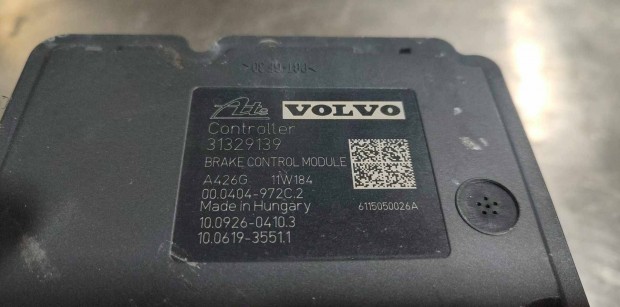 Ate VOLVO
Controller
31329139
BRAKE CONTROL MODULE
A426G 11W184
00.0404-972C.2
Made in Hungary
6115050026A
10.0926-0410.3
10.0619-3551.1